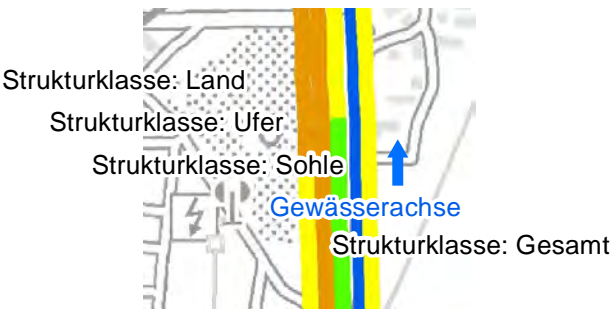 Strukturklasse: Land
Strukturklasse: Ufer
Strukturklasse: Sohle
Gewässerachse
Strukturklasse: Gesamt